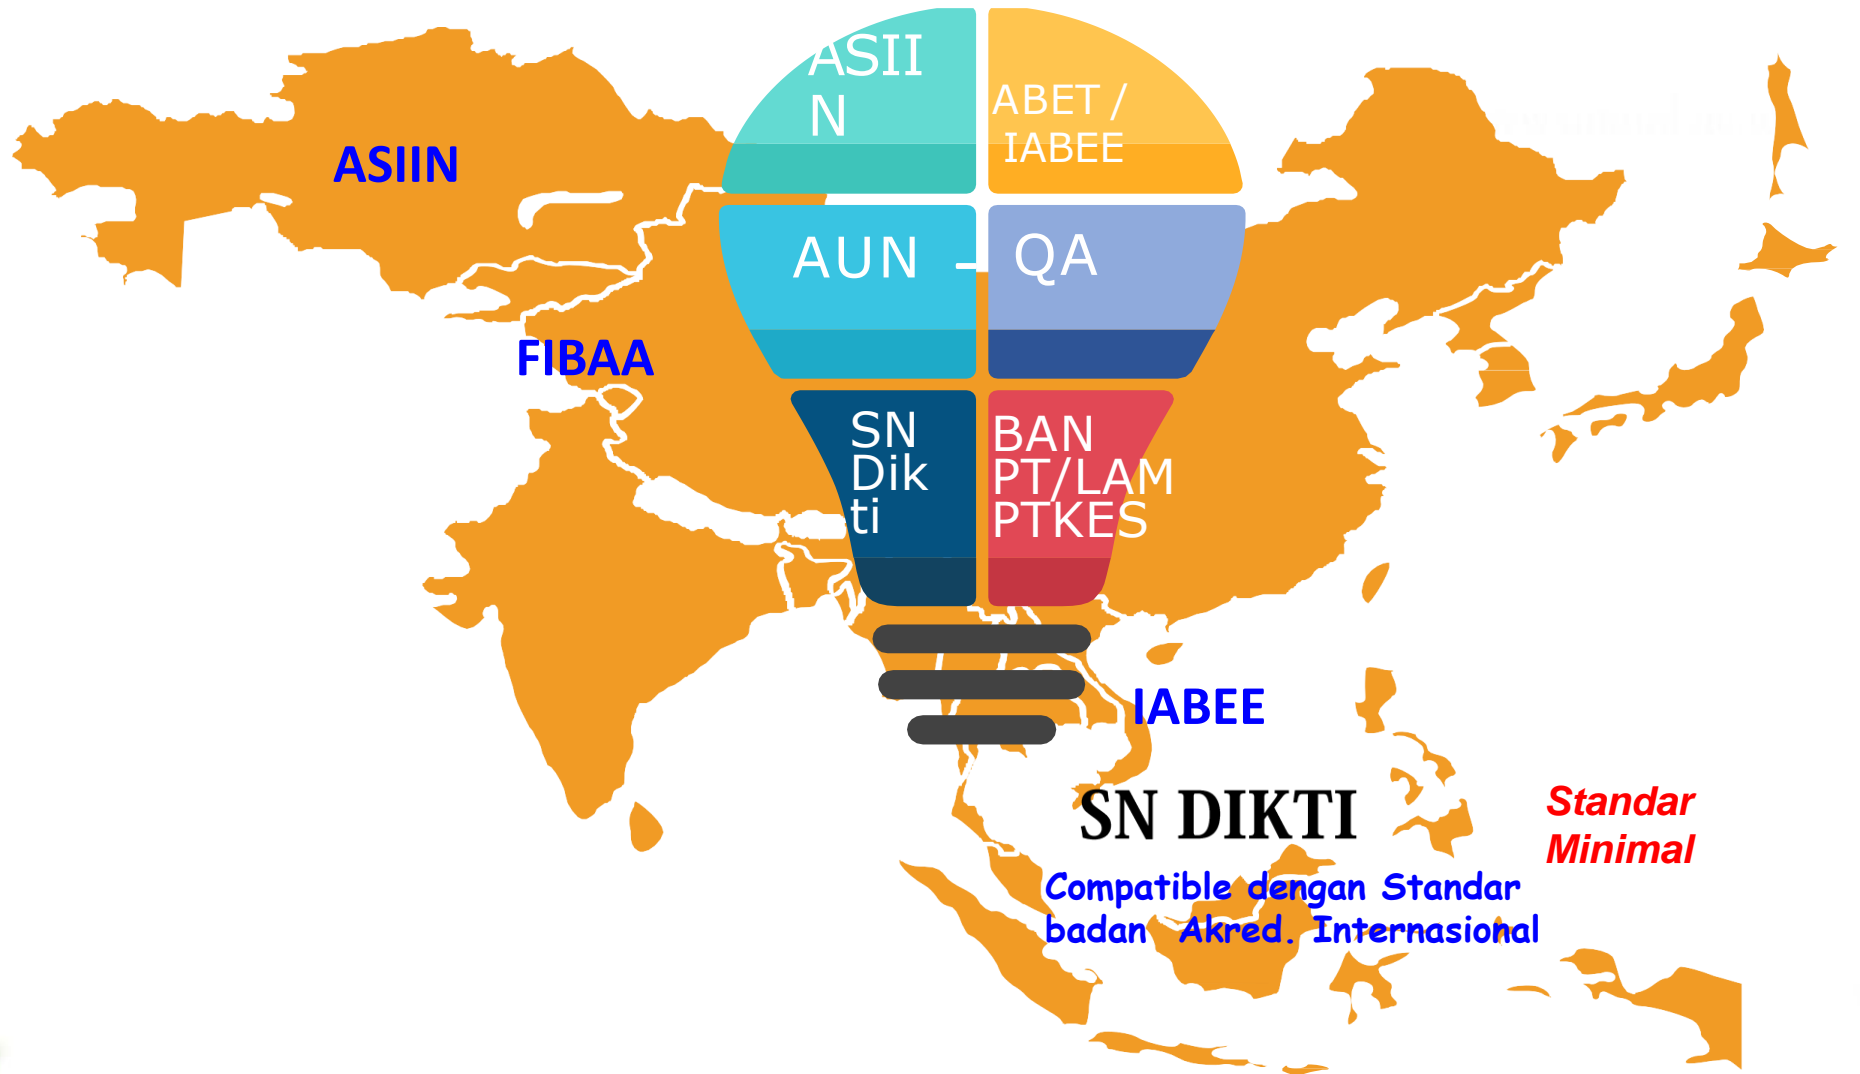 ASII
N
ABET /
IABEE
ASIIN
AUN - QA
FIBAA
SN
Dik
ti
BAN
PT/LAM
PTKES
IABEE
SN DIKTI
Standar
Minimal
Compatible dengan Standar
badan Akred. Internasional